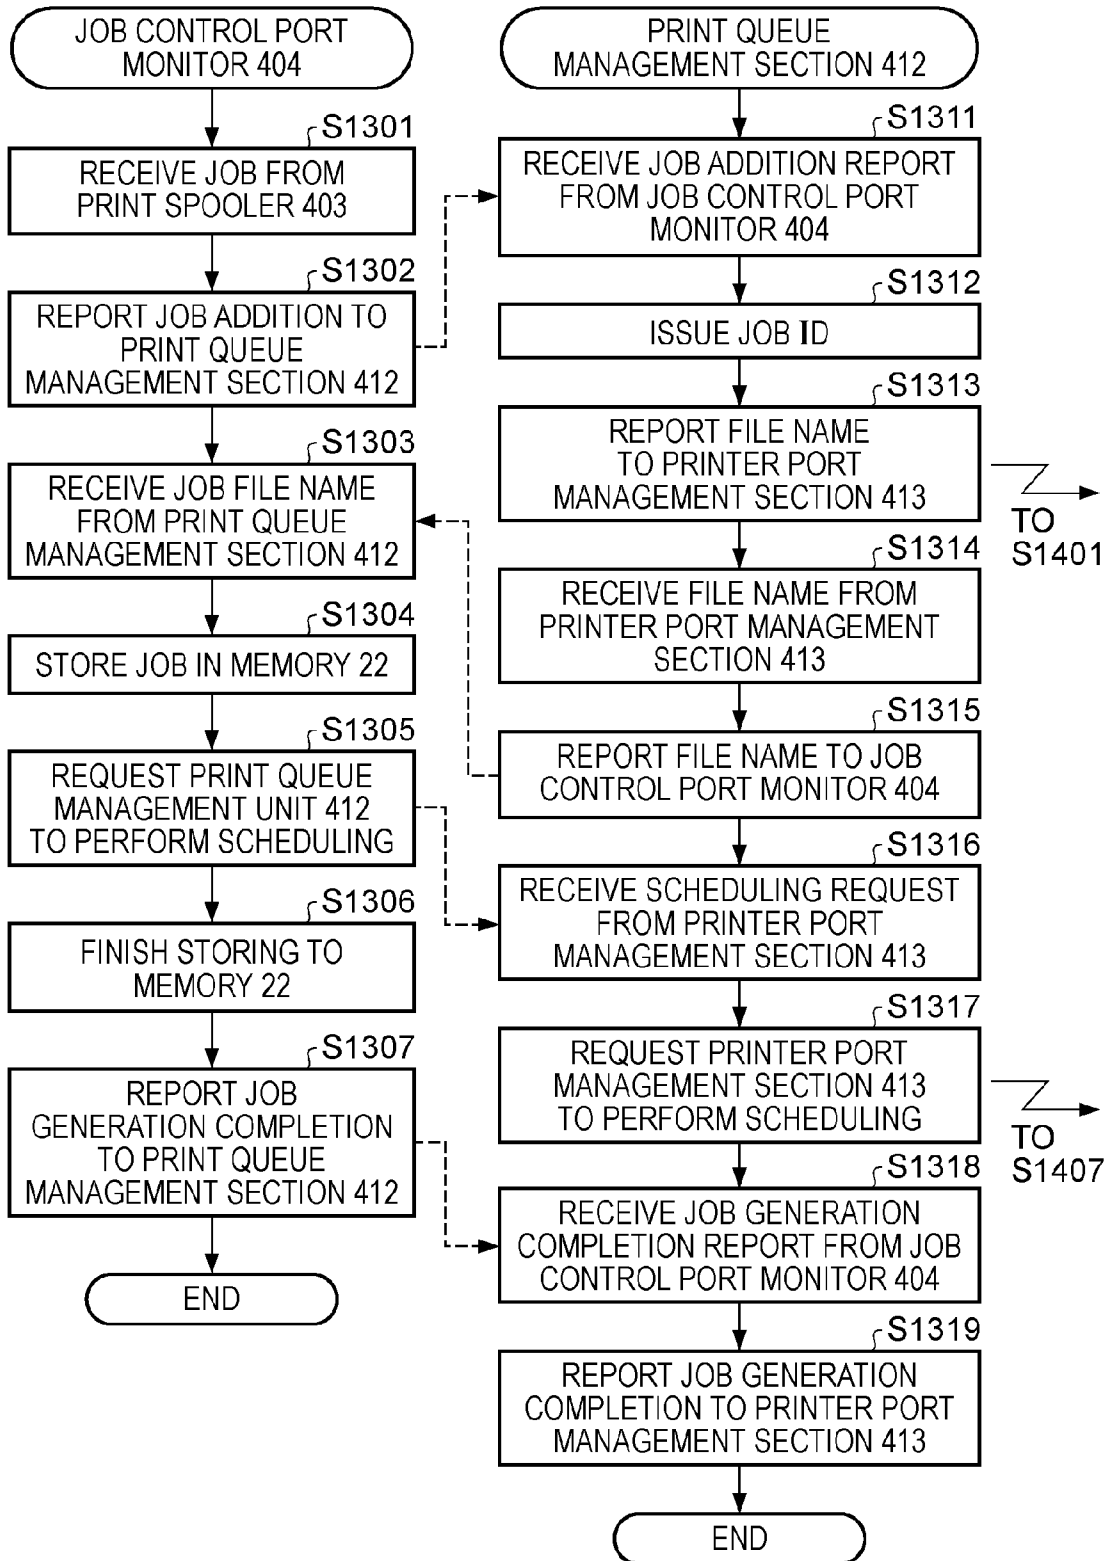 JOB CONTROL PORT
MONITOR 404
S1301
RECEIVE JOB FROM
PRINT SPOOLER 403
S1302
REPORT JOB ADDITION TO
PRINT QUEUE
MANAGEMENT SECTION 412
S1303
RECEIVE JOB FILE NAME
FROM PRINT QUEUE
MANAGEMENT SECTION 412
S1304
STORE JOB IN MEMORY 22
S1305
REQUEST PRINT QUEUE
MANAGEMENT UNIT 412
TO PERFORM SCHEDULING
S1306
FINISH STORING TO
MEMORY 22
S1307
REPORT JOB
GENERATION COMPLETION
TO PRINT QUEUE
MANAGEMENT SECTION 412
END
PRINT QUEUE
MANAGEMENT SECTION 412
S1311
RECEIVE JOB ADDITION REPORT
FROM JOB CONTROL PORT
MONITOR 404
S1312
ISSUE JOB ID
S1313
REPORT FILE NAME
TO PRINTER PORT
MANAGEMENT SECTION 413
TO
S1401
S1314
RECEIVE FILE NAME FROM
PRINTER PORT MANAGEMENT
SECTION 413
S1315
REPORT FILE NAME TO JOB
CONTROL PORT MONITOR 404
S1316
RECEIVE SCHEDULING REQUEST
FROM PRINTER PORT
MANAGEMENT SECTION 413
S1317
REQUEST PRINTER PORT
MANAGEMENT SECTION 413
TO PERFORM SCHEDULING
TO
S1407
S1318
RECEIVE JOB GENERATION
COMPLETION REPORT FROM JOB
CONTROL PORT MONITOR 404
S1319
REPORT JOB GENERATION
COMPLETION TO PRINTER PORT
MANAGEMENT SECTION 413
END